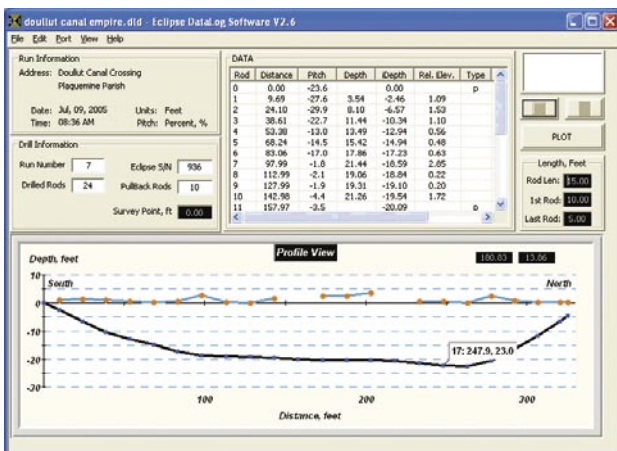 doullut canal empire.dld - Eclipse DataLog Software V2.6
File Edit Port View Help
Run Information
Address: Doullut Canal Crossing
Plaquemine Parish
Date: Jul, 09, 2005 Units: Feet
Time: 08:36 AM Pitch: Percent, %
Drill Information
Run Number 7 Eclipse S/N 936
Drilled Rods 24 PullBack Rods 10
Survey Point, ft 0.00
DATA
Rod Distance Pitch Depth iDepth Rel. Elev. Type
0 0.00 -23.6 0.00 p
1 9.69 -27.6 3.54 -2.46 1.09
2 24.10 -29.9 8.10 -6.57 1.53
3 38.61 -22.7 11.44 -10.34 1.10
4 53.38 -13.0 13.49 -12.94 0.56
5 68.24 -14.5 15.42 -14.94 0.48
6 83.06 -17.0 17.86 -17.23 0.63
7 97.99 -1.8 21.44 -18.59 2.85
8 112.99 -2.1 19.06 -18.84 0.22
9 127.99 -1.9 19.31 -19.10 0.20
10 142.98 -4.4 21.26 -19.54 1.72
11 157.97 -3.5 -20.09 p
PLOT
Length, Feet
Rod Len: 15.00
1st Rod: 10.00
Last Rod: 5.00
Profile View
180.83 13.86
Depth, feet
10
South North
0
-10
17: 247.9, 23.0
-20
-30
100 200 300
Distance, feet